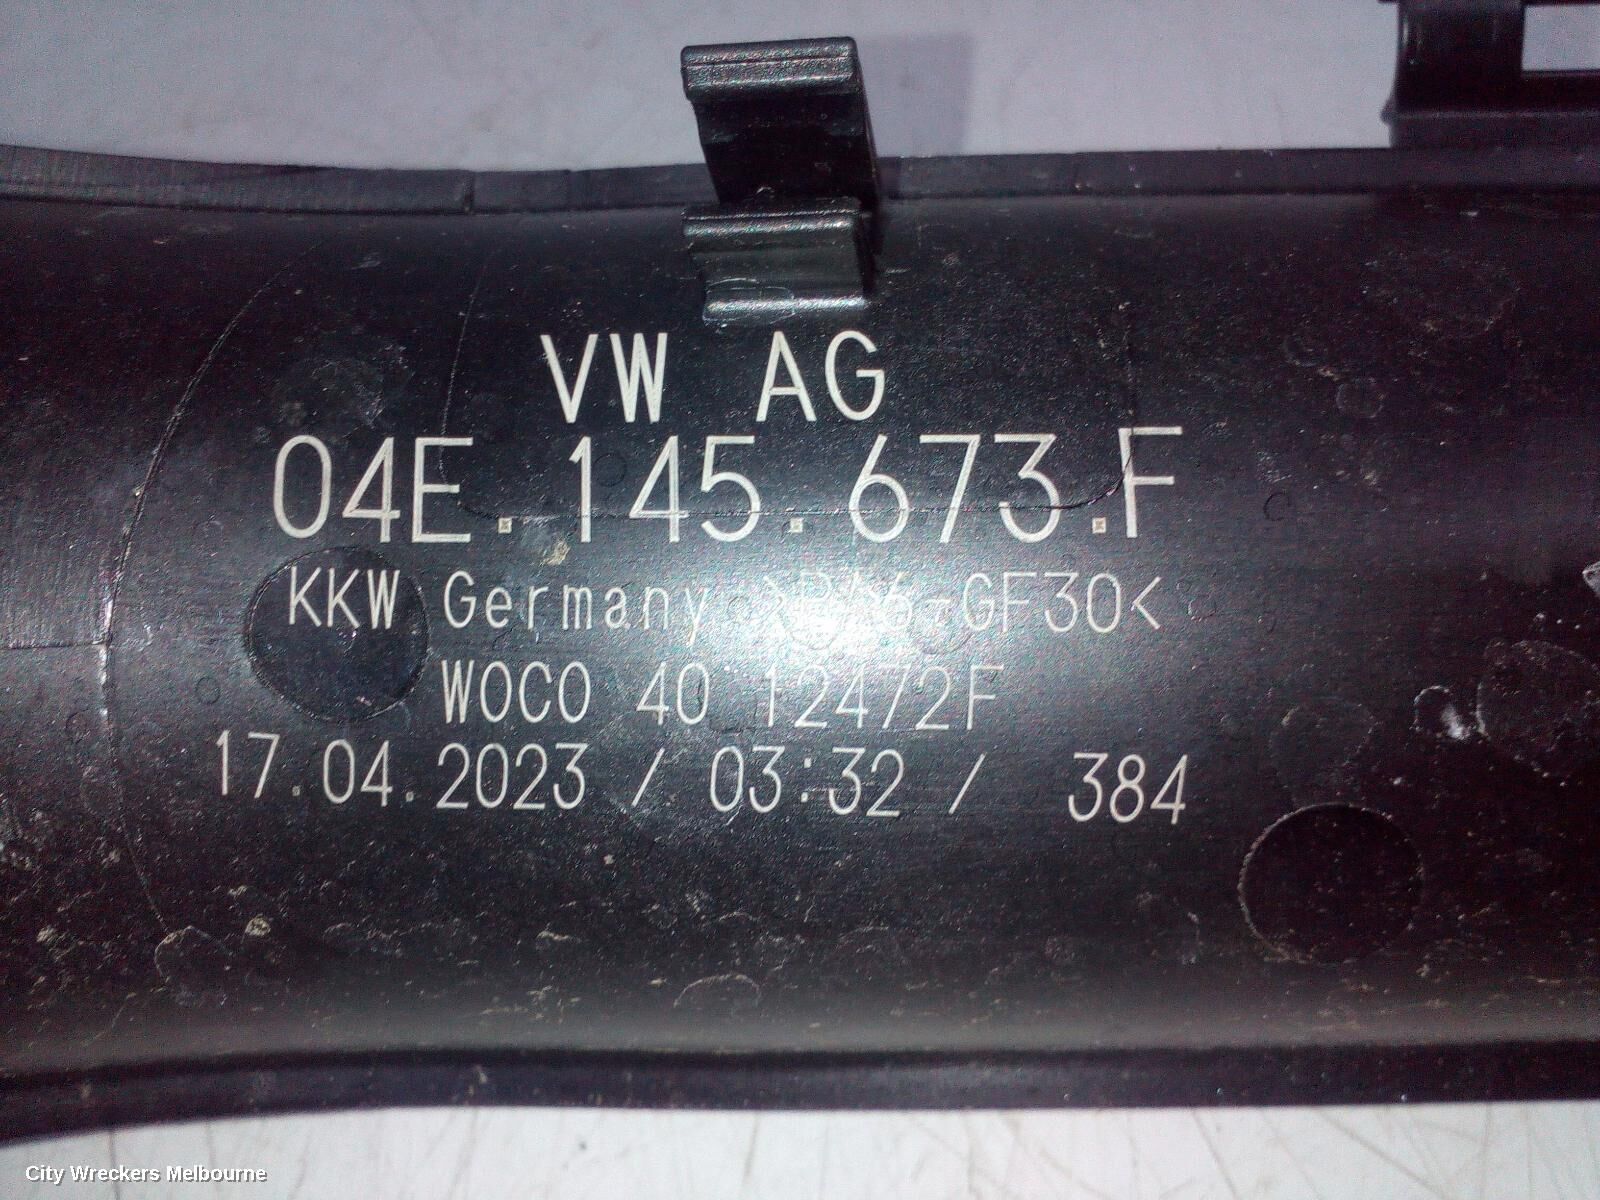 VW AG
04E.145.673.F
KKW Germany >PA6-GF30<
WOCO 40 12472F
17.04.2023 / 03:32 / 384
City Wreckers Melbourne